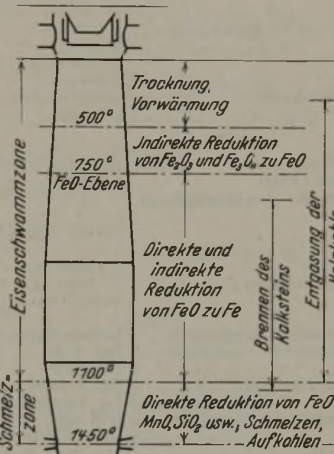 Trocknung,
Vorwärmung
500°
Indirekte Reduktion
von Fe₂O₃ und Fe₃O₄ zu FeO
750°
FeO-Ebene
Eisenschwammzone
Direkte und
indirekte
Reduktion
von FeO zu Fe
Brennen des
Kalksteins
Entgasung der
1100°
Schmelz=
zone
Direkte Reduktion von FeO
MnO, SiO₂ usw., Schmelzen,
Aufkohlen
1450°